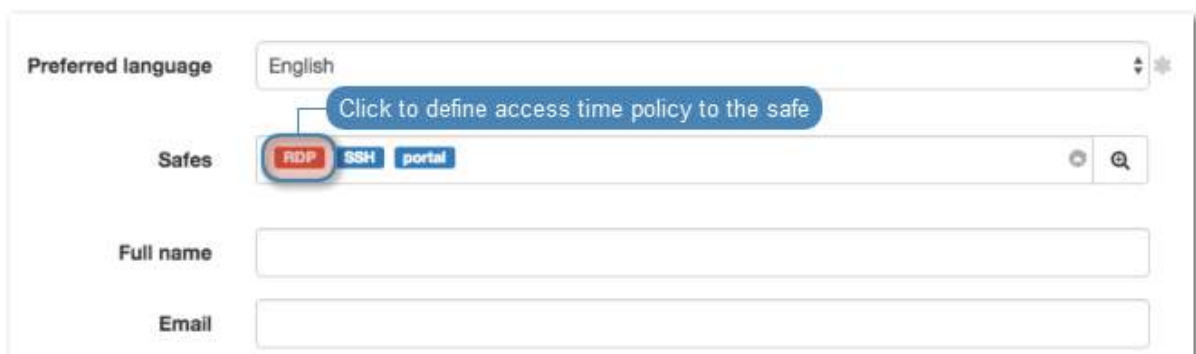 Preferred language English
Click to define access time policy to the safe
Safes RDP SSH portal
Full name
Email